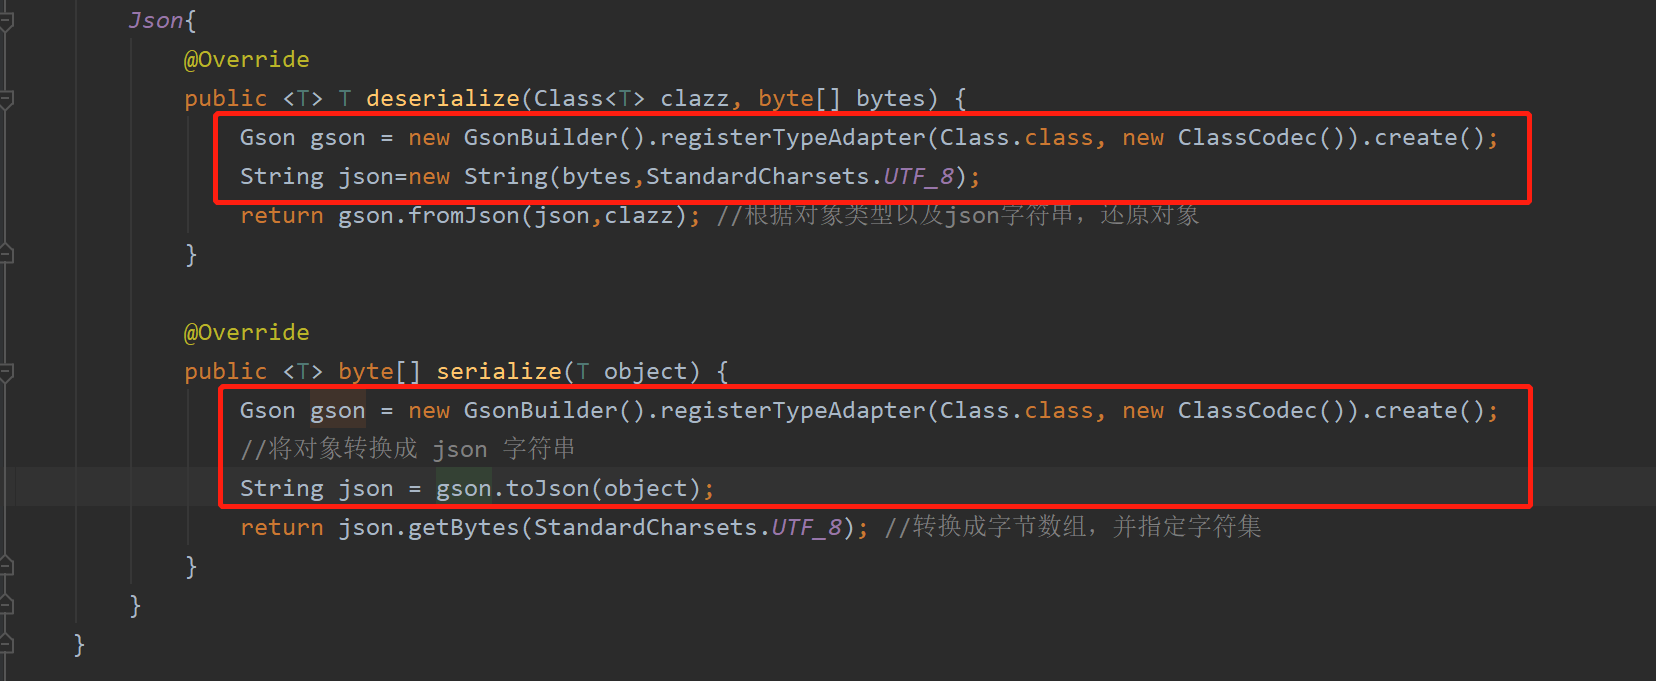 Json{
@Override
public <T> T deserialize(Class<T> clazz, byte[] bytes) {
Gson gson = new GsonBuilder().registerTypeAdapter(Class.class, new ClassCodec()).create();
String json=new String(bytes,StandardCharsets.UTF_8);
return gson.fromJson(json,clazz); //根据对象类型以及json字符串，还原对象
}
@Override
public <T> byte[] serialize(T object) {
Gson gson = new GsonBuilder().registerTypeAdapter(Class.class, new ClassCodec()).create();
//将对象转换成 json 字符串
String json = gson.toJson(object);
return json.getBytes(StandardCharsets.UTF_8); //转换成字节数组，并指定字符集
}
}
}